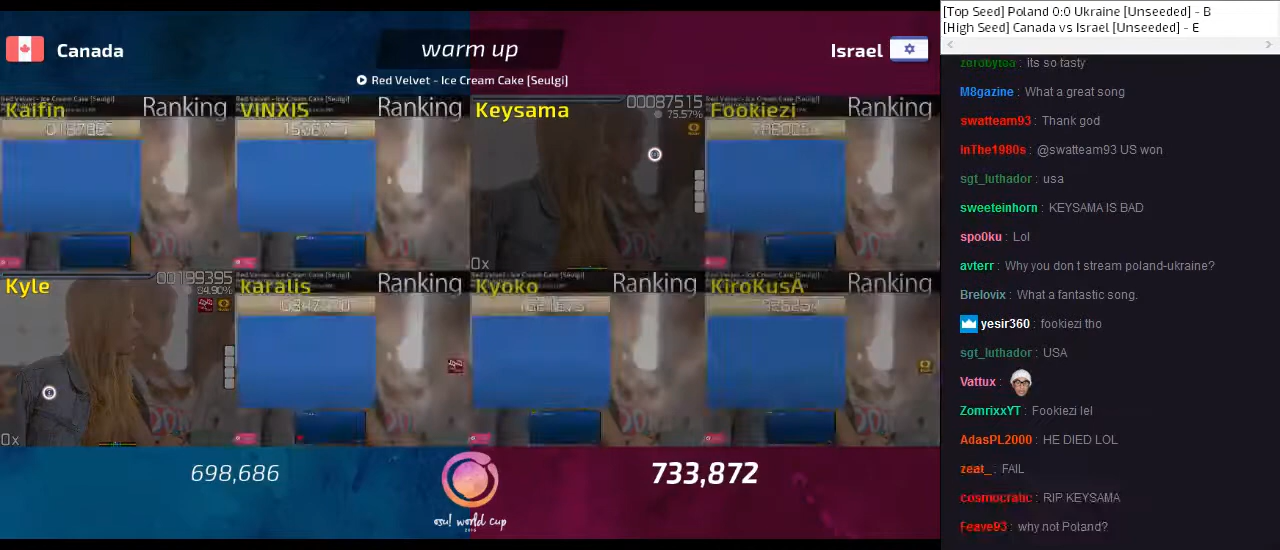 [Top Seed] Poland 0:0 Ukraine [Unseeded] - B
[High Seed] Canada vs Israel [Unseeded] - E
Canada
warm up
Israel
Red Velvet - Ice Cream Cake [Seulgi]
Kalfin
Ranking
VINXIS
Ranking
Keysama
00087515
75.57%
0x
Fookiezi
Ranking
Kyle
00199395
84.90%
0x
karalis
Ranking
Kyoko
Ranking
KiroKusA
Ranking
698,686
733,872
osu! world cup
zerobytea: Its so fasty
M8gazine: What a great song
swatteam93: Thank god
InThe1980s: @swatteam93 US won
sgt_luthador: usa
sweeteinhorn: KEYSAMA IS BAD
spo0ku: Lol
avterr: Why you don t stream poland-ukraine?
Brelovix: What a fantastic song.
yesir360: fookiezi tho
sgt_luthador: USA
Vattux:
ZomrixxYT: Fookiezi lel
AdasPL2000: HE DIED LOL
zeat_: FAIL
cosmocratic: RIP KEYSAMA
Feave93: why not Poland?